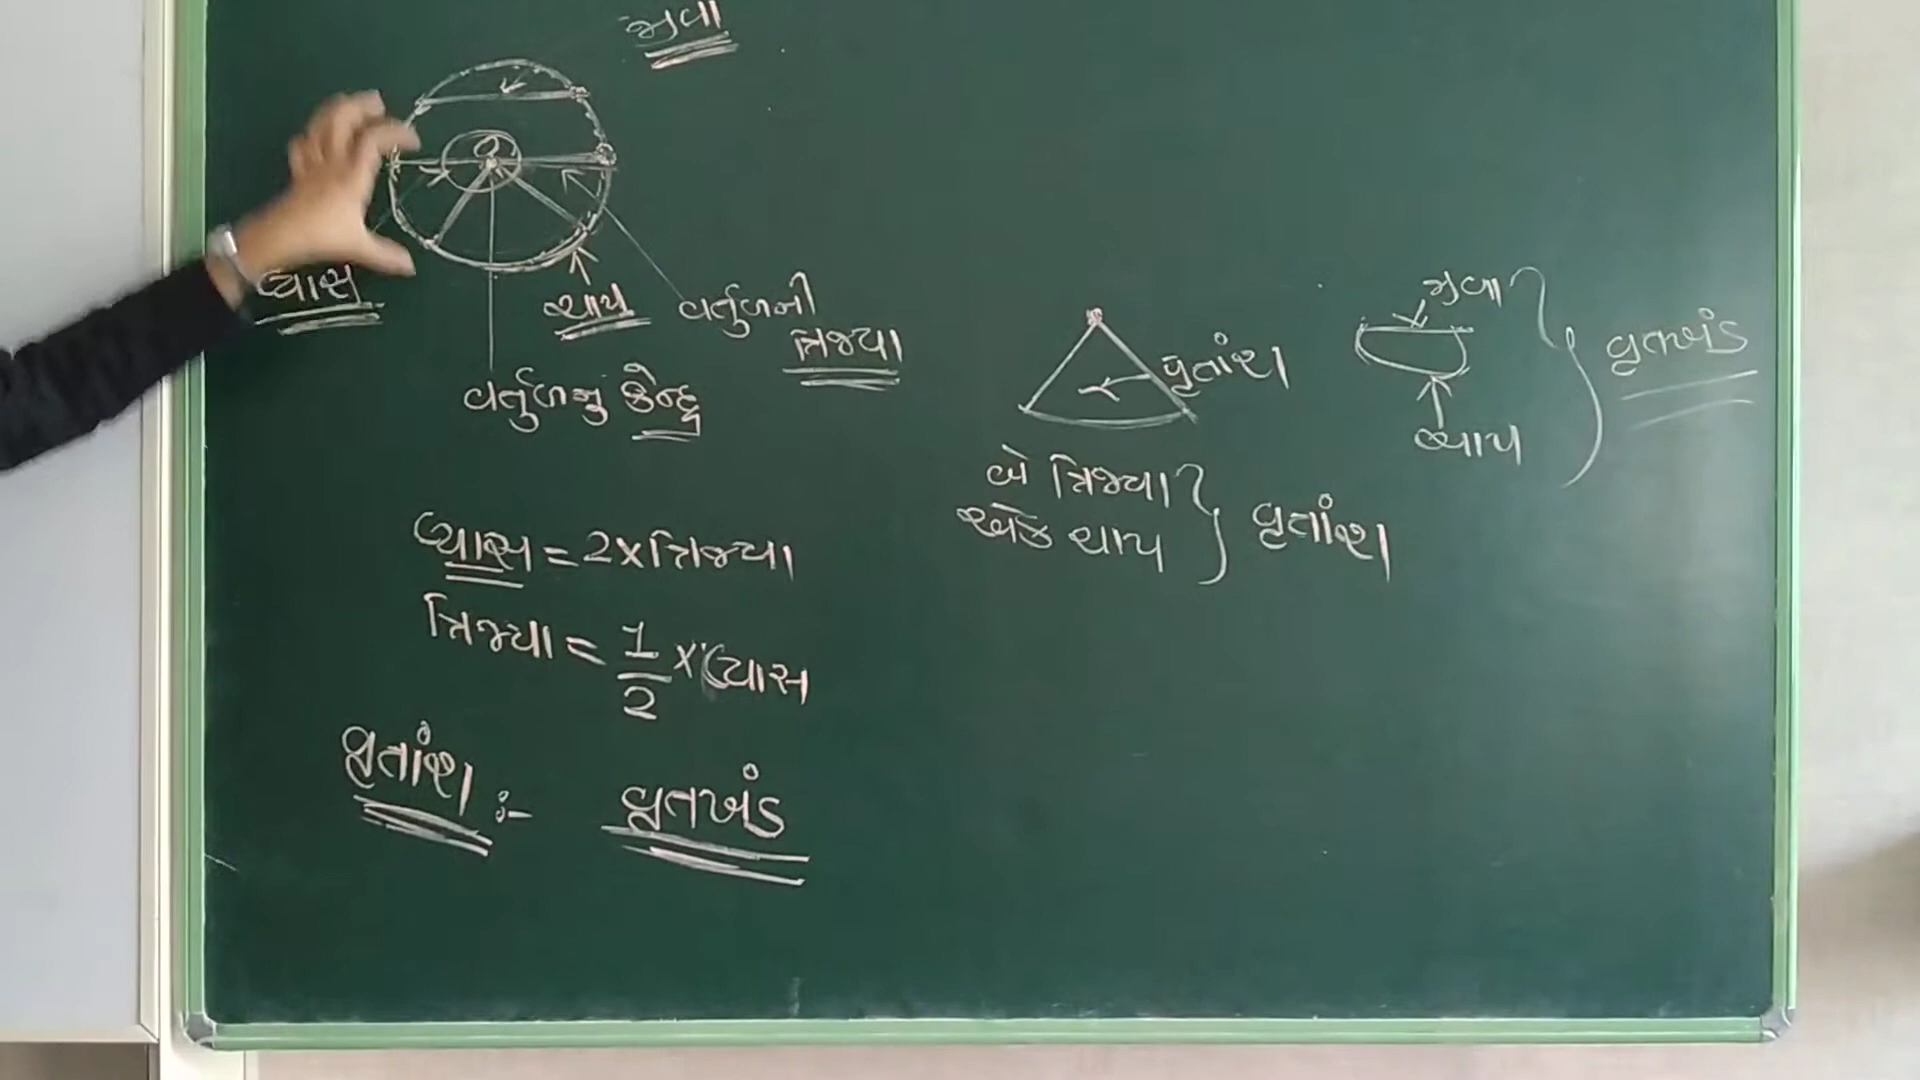 જીવા
O
વ્યાસ
ચાપ
વર્તુળની
ત્રિજ્યા
વર્તુળનું કેન્દ્ર
વ્યાસ = 2 x ત્રિજ્યા
ત્રિજ્યા = 1/2 x વ્યાસ
વૃતાંશ :-
વૃતખંડ
વૃતાંશ
બે ત્રિજ્યા
એક ચાપ
વૃતાંશ
જીવા
ચાપ
વૃતખંડ